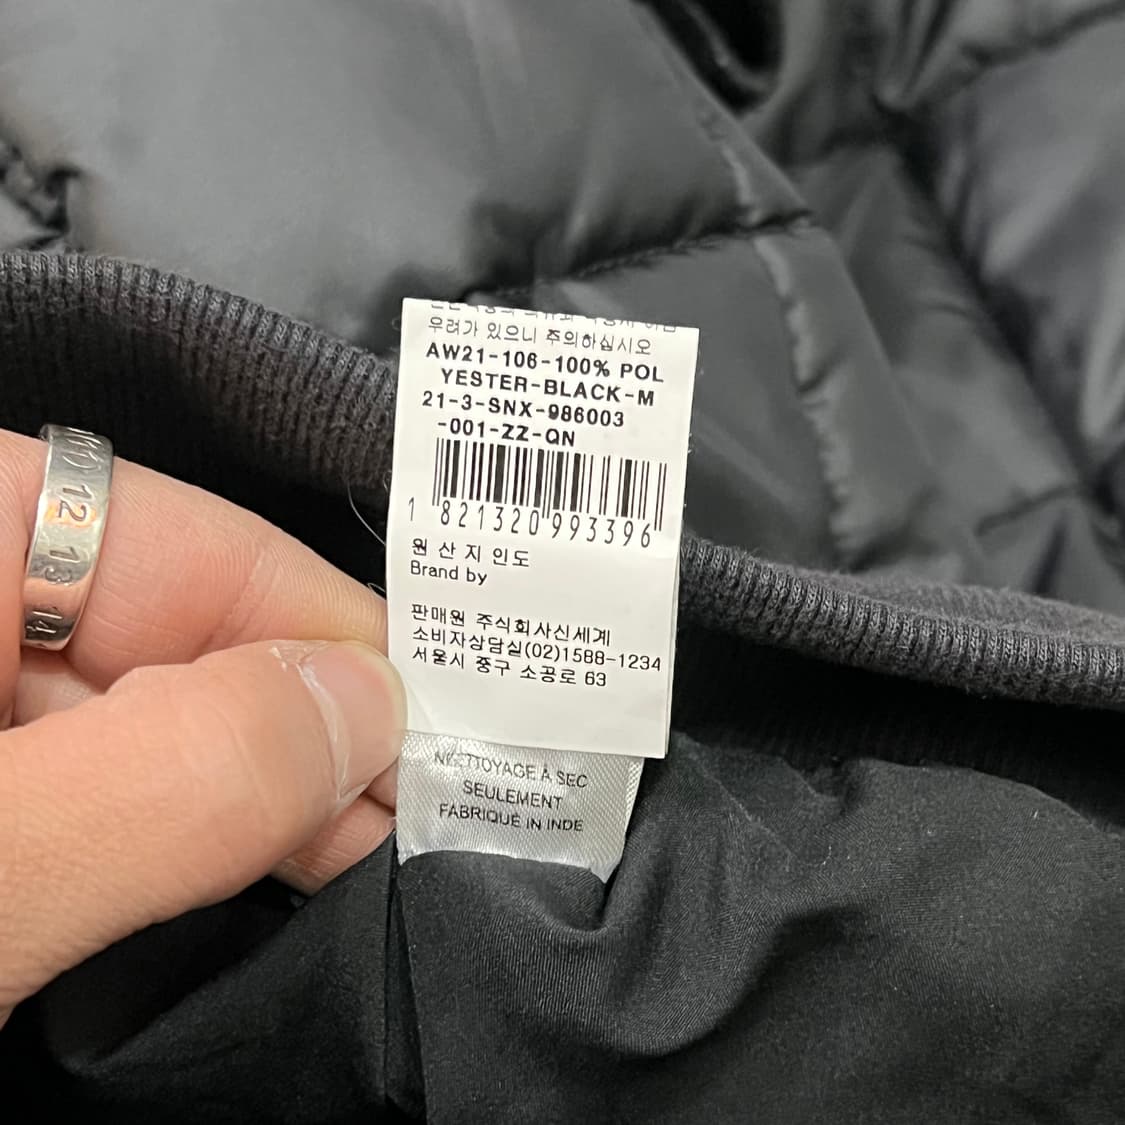 우려가 있으니 주의하십시오
AW21-106-100% POL
YESTER-BLACK-M
21-3-SNX-986003
-001-ZZ-QN
1 821320 993396
원 산 지 인도
Brand by
판매원 주식회사신세계
소비자상담실(02)1588-1234
서울시 중구 소공로 63
NETTOYAGE À SEC
SEULEMENT
FABRIQUÉ IN INDE
12
13
14